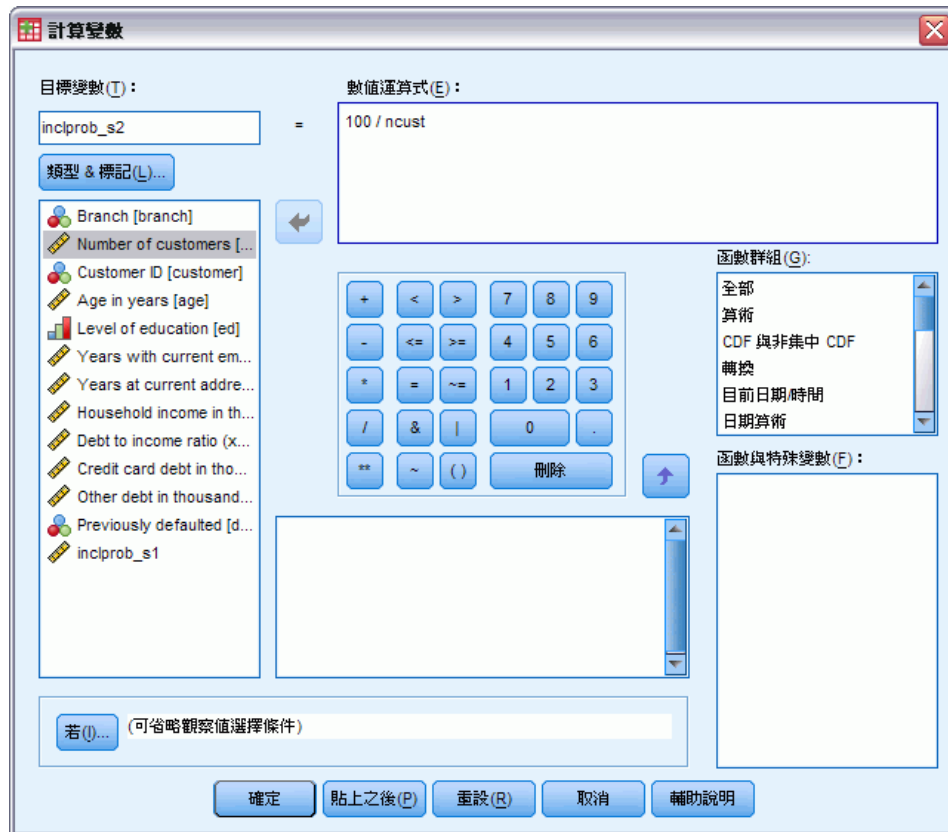 計算變數
目標變數(T)：
inclprob_s2
=
數值運算式(E)：
100 / ncust
類型 & 標記(L)...
Branch [branch]
Number of customers [...
Customer ID [customer]
Age in years [age]
Level of education [ed]
Years with current em...
Years at current addre...
Household income in th...
Debt to income ratio (x...
Credit card debt in tho...
Other debt in thousand...
Previously defaulted [d...
inclprob_s1
+ < > 7 8 9
- <= >= 4 5 6
* = ~= 1 2 3
/ & | 0 .
** ~ ( ) 刪除
函數群組(G):
全部
算術
CDF 與非集中 CDF
轉換
目前日期/時間
日期算術
函數與特殊變數(F)：
若(I)... (可省略觀察值選擇條件)
確定 貼上之後(P) 重設(R) 取消 輔助說明